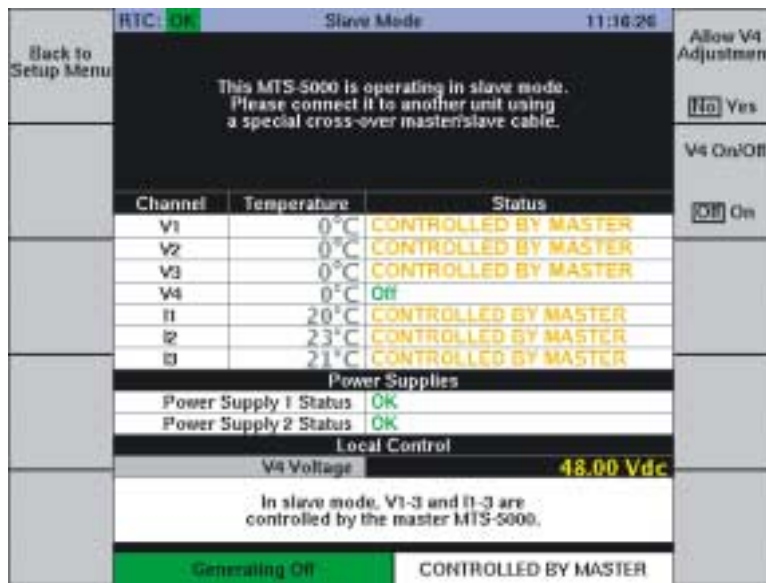 Back to
Setup Menu
RTC: OK
Slave Mode
11:16:26
Allow V4
Adjustmen
No Yes
V4 On/Off
Off On
This MTS-5000 is operating in slave mode.
Please connect it to another unit using
a special cross-over master/slave cable.
Channel Temperature Status
V1 0°C CONTROLLED BY MASTER
V2 0°C CONTROLLED BY MASTER
V3 0°C CONTROLLED BY MASTER
V4 0°C Off
I1 20°C CONTROLLED BY MASTER
I2 23°C CONTROLLED BY MASTER
I3 21°C CONTROLLED BY MASTER
Power Supplies
Power Supply 1 Status OK
Power Supply 2 Status OK
Local Control
V4 Voltage 48.00 Vdc
In slave mode, V1-3 and I1-3 are
controlled by the master MTS-5000.
Generating Off
CONTROLLED BY MASTER